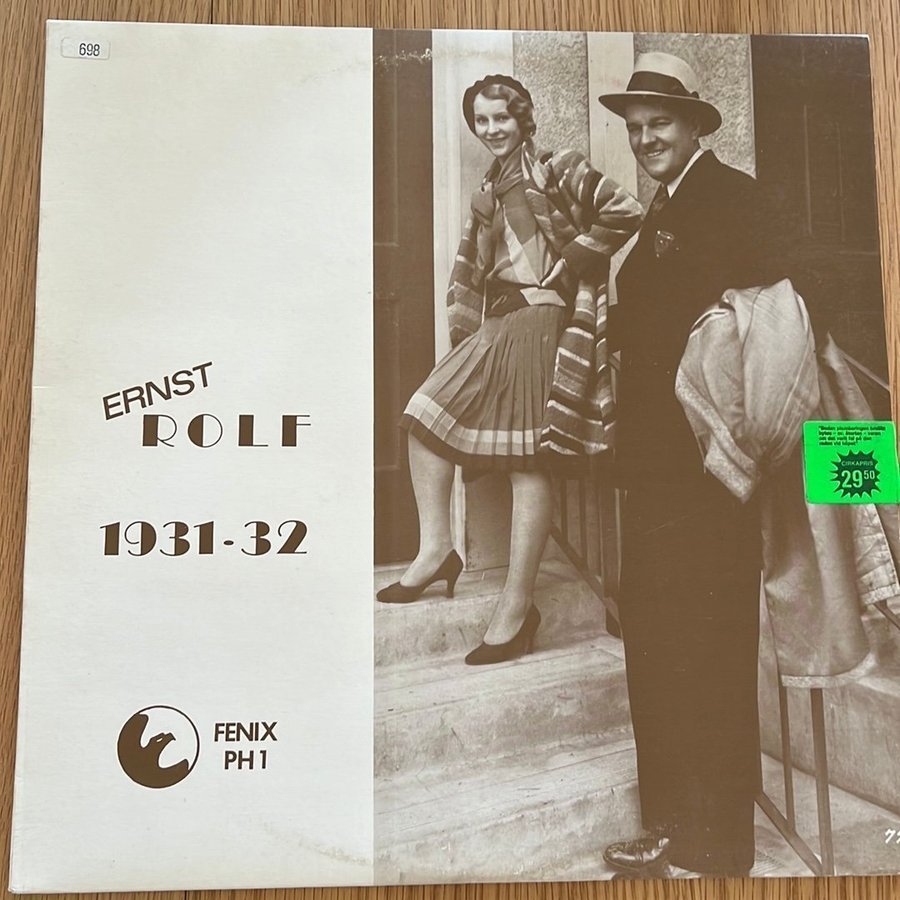 698
ERNST
ROLF
1931-32
FENIX
PH 1
CIRKAPRIS
29 50